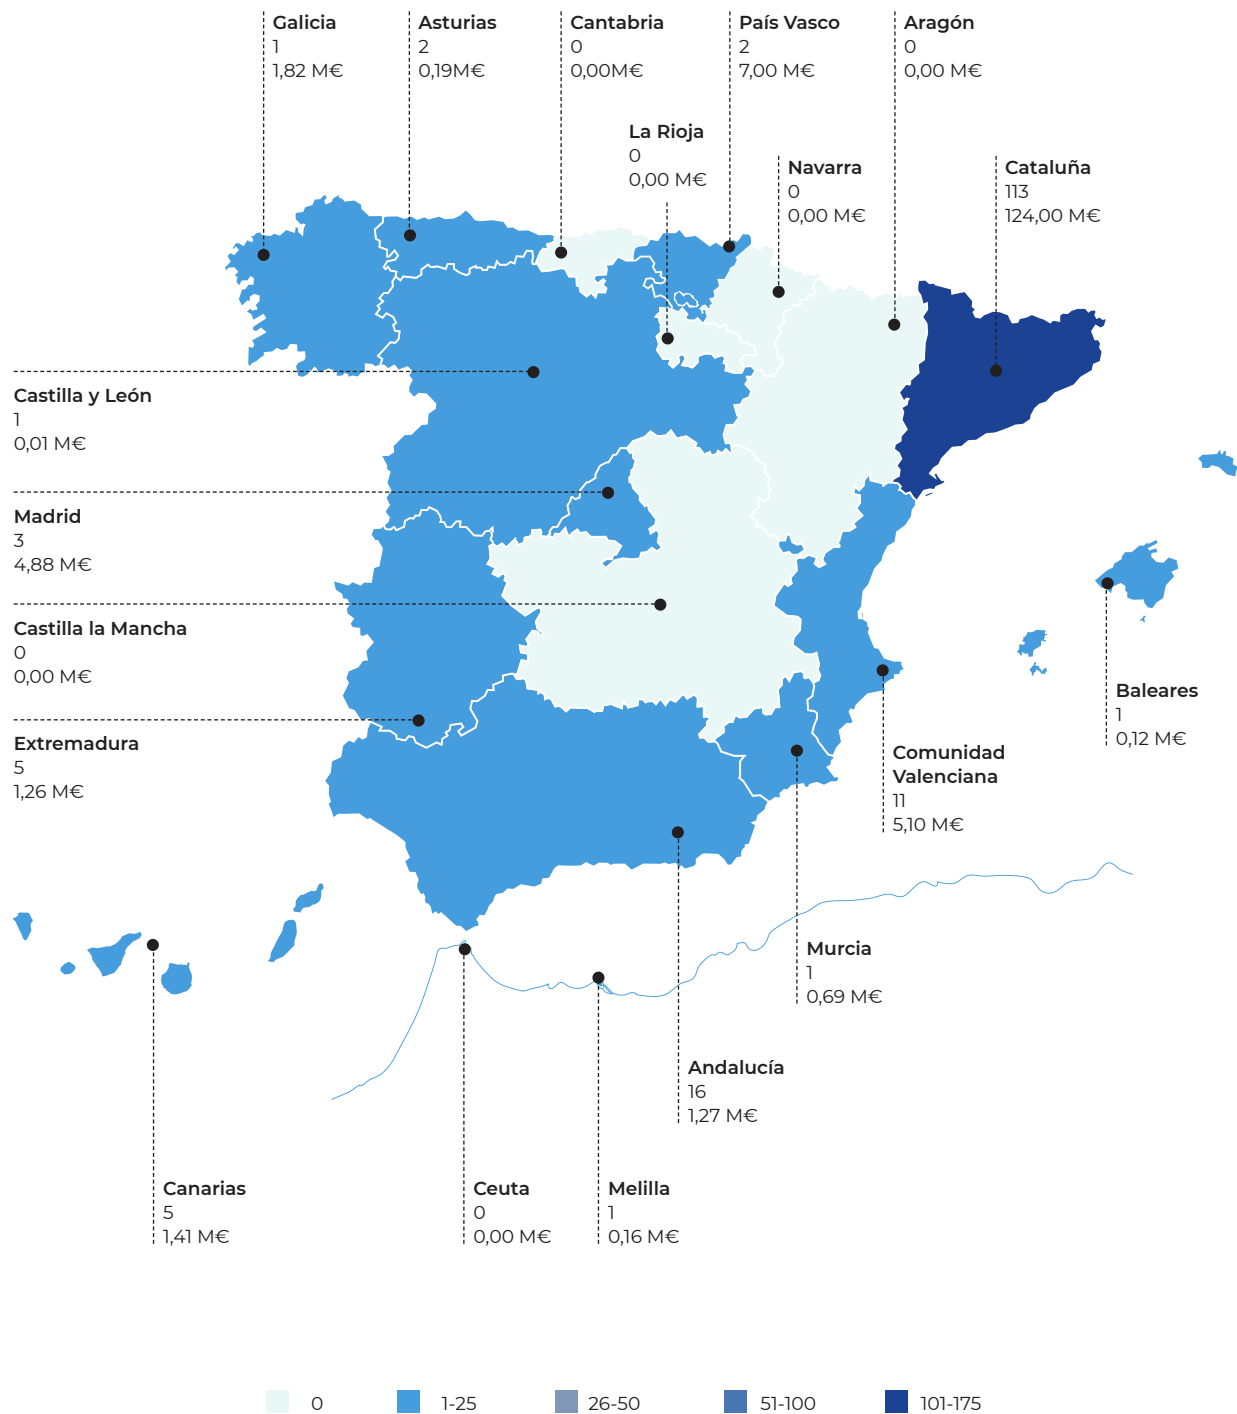 Galicia
1
1,82 M€
Asturias
2
0,19M€
Cantabria
0
0,00M€
País Vasco
2
7,00 M€
Aragón
0
0,00 M€
La Rioja
0
0,00 M€
Navarra
0
0,00 M€
Cataluña
113
124,00 M€
Castilla y León
1
0,01 M€
Madrid
3
4,88 M€
Castilla la Mancha
0
0,00 M€
Extremadura
5
1,26 M€
Baleares
1
0,12 M€
Comunidad
Valenciana
11
5,10 M€
Murcia
1
0,69 M€
Andalucía
16
1,27 M€
Canarias
5
1,41 M€
Ceuta
0
0,00 M€
Melilla
1
0,16 M€
0
1-25
26-50
51-100
101-175